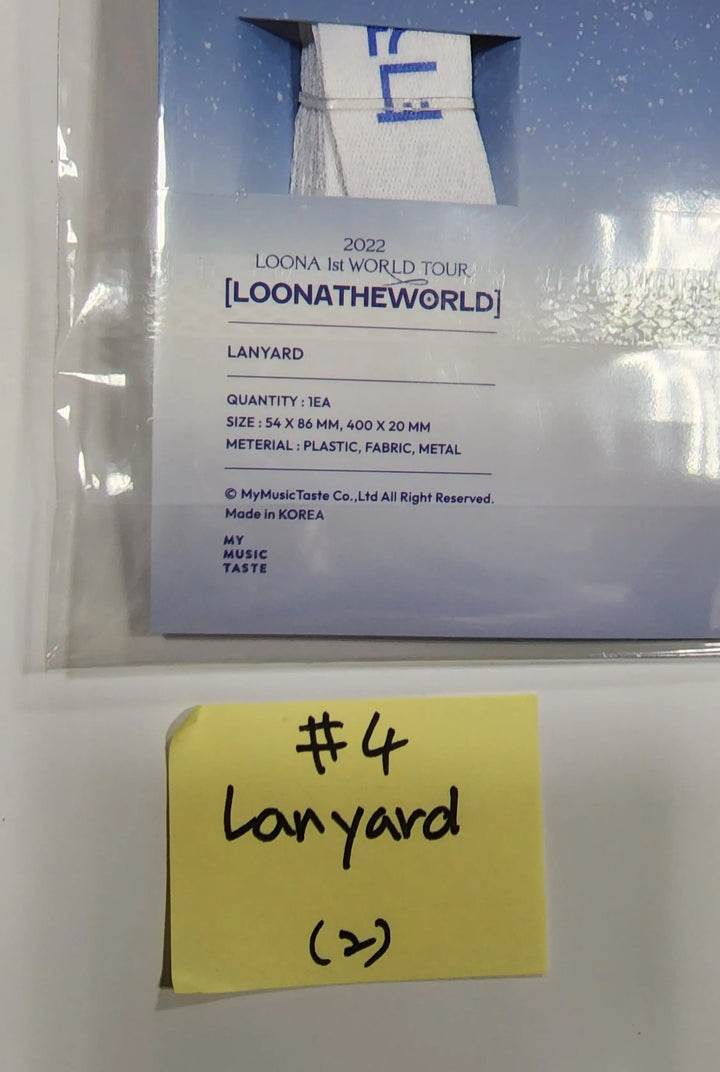 2022
LOONA 1st WORLD TOUR
[LOONATHEWORLD]
LANYARD
QUANTITY : 1EA
SIZE : 54 X 86 MM, 400 X 20 MM
METERIAL : PLASTIC, FABRIC, METAL
© MyMusicTaste Co.,Ltd All Right Reserved.
Made in KOREA
MY
MUSIC
TASTE
#4
Lanyard
(2)